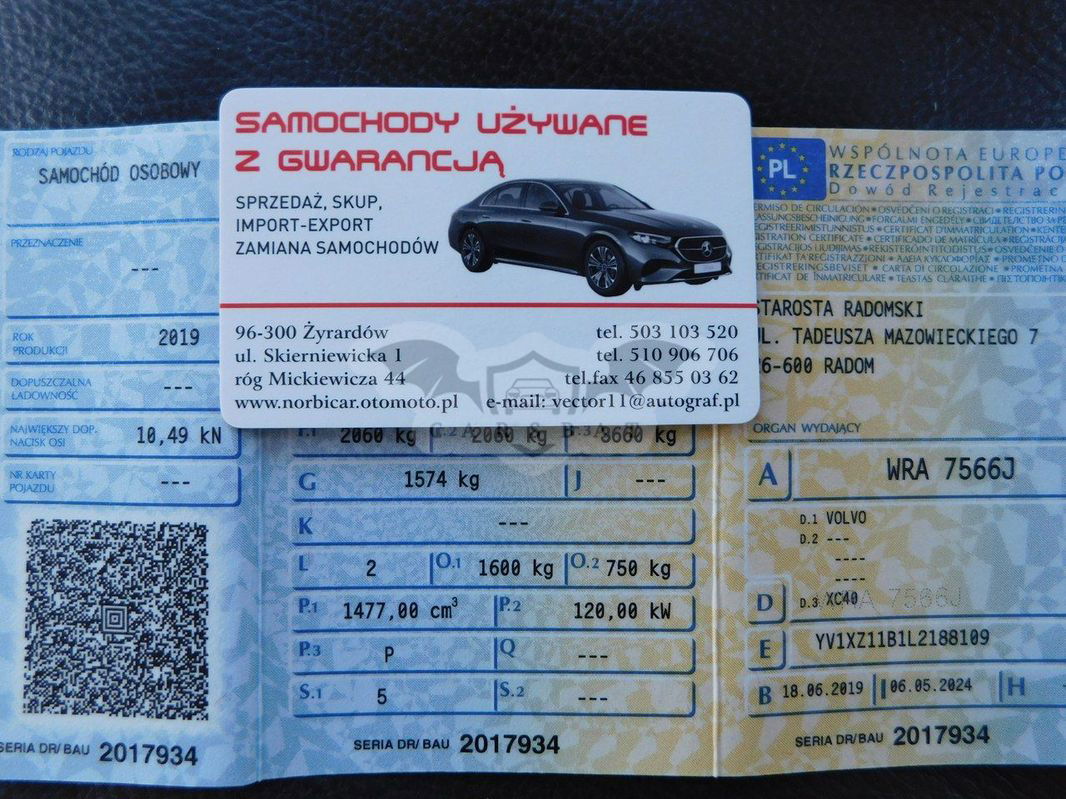 RODZAJ POJAZDU
SAMOCHÓD OSOBOWY
PRZEZNACZENIE
---
ROK
PRODUKCJI
2019
DOPUSZCZALNA
ŁADOWNOŚĆ
---
NAJWIĘKSZY DOP.
NACISK OSI
10,49 kN
NR KARTY
POJAZDU
---
SERIA DR/BAU 2017934
SAMOCHODY UŻYWANE
Z GWARANCJĄ
SPRZEDAŻ, SKUP,
IMPORT-EXPORT
ZAMIANA SAMOCHODÓW
96-300 Żyrardów
ul. Skierniewicka 1
róg Mickiewicza 44
www.norbicar.otomoto.pl
tel. 503 103 520
tel. 510 906 706
tel.fax 46 855 03 62
e-mail: vector11@autograf.pl
F.1 2060 kg F.2 2060 kg F.3 3660 kg
G 1574 kg J ---
K ---
L 2 O.1 1600 kg O.2 750 kg
P.1 1477,00 cm³ P.2 120,00 kW
P.3 P Q ---
S.1 5 S.2 ---
SERIA DR/BAU 2017934
PL
WSPÓLNOTA EUROPE
RZECZPOSPOLITA PO
Dowód Rejestrac
STAROSTA RADOMSKI
UL. TADEUSZA MAZOWIECKIEGO 7
26-600 RADOM
ORGAN WYDAJĄCY
A WRA 7566J
D.1 VOLVO
D.2 ---
----
----
D D.3 XC40
WRA 7566J
E YV1XZ11B1L2188109
B 18.06.2019 I 06.05.2024 H
SERIA DR/BAU 2017934